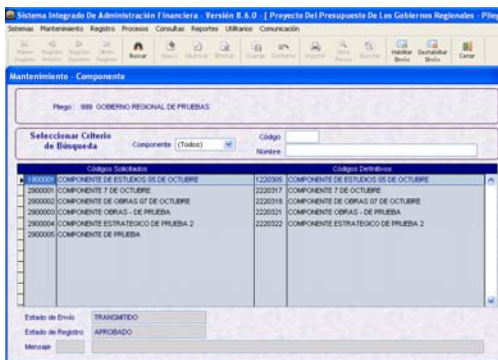 Sistema Integrado De Administración Financiera - Versión 8.6.0 - [ Proyecto Del Presupuesto De Los Gobiernos Regionales - Plie
Sistemas Mantenimiento Registro Procesos Consultas Reportes Utilitarios Comunicación
Buscar Habilitar Envío Deshabilitar Envío Cerrar
Mantenimiento - Componente
Pliego : 999 GOBIERNO REGIONAL DE PRUEBAS
Seleccionar Criterio de Búsqueda
Componente (Todos)
Código
Nombre
Códigos Solicitados Códigos Definitivos
1900001 COMPONENTE DE ESTUDIOS 05 DE OCTUBRE 1220305 COMPONENTE DE ESTUDIOS 05 DE OCTUBRE
2900001 COMPONENTE 7 DE OCTUBRE 2220317 COMPONENTE 7 DE OCTUBRE
2900002 COMPONENTE DE OBRAS 07 DE OCTUBRE 2220318 COMPONENTE DE OBRAS 07 DE OCTUBRE
2900003 COMPONENTE OBRAS - DE PRUEBA 2220321 COMPONENTE OBRAS - DE PRUEBA
2900004 COMPONENTE ESTRATEGICO DE PRUEBA 2 2220322 COMPONENTE ESTRATEGICO DE PRUEBA 2
2900005 COMPONENTE DE PRUEBA
Estado de Envío TRANSMITIDO
Estado de Registro APROBADO
Mensaje